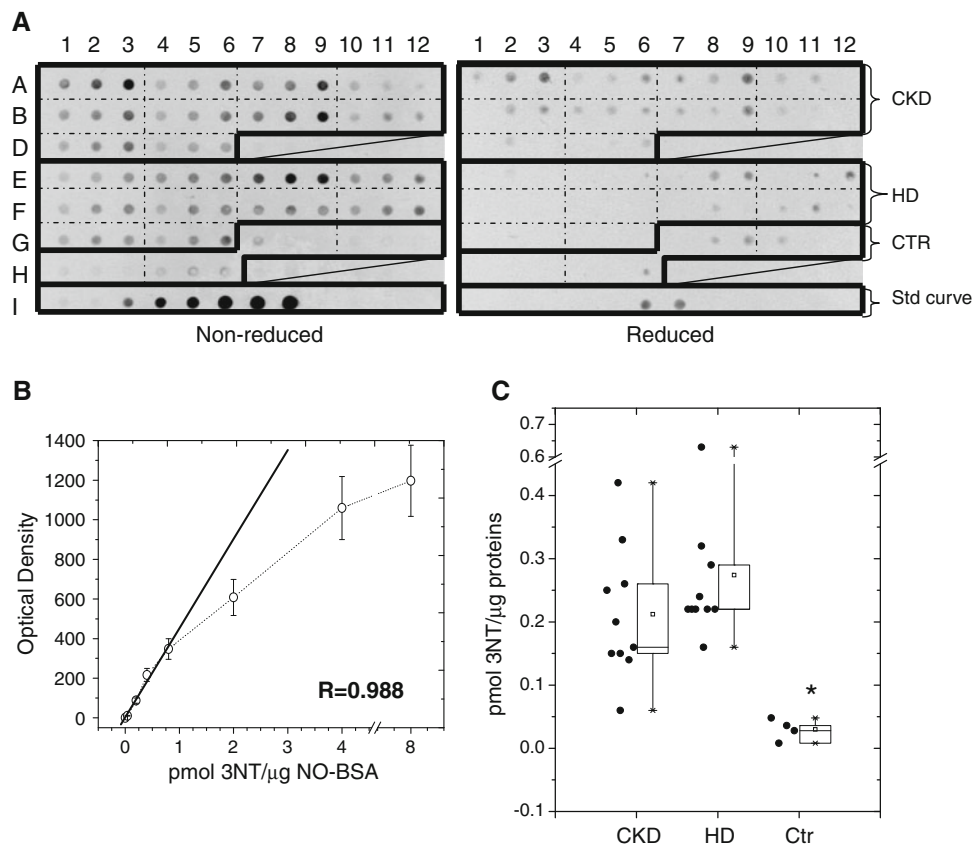 A
1 2 3 4 5 6 7 8 9 10 11 12
1 2 3 4 5 6 7 8 9 10 11 12
A
B
D
E
F
G
H
I
CKD
HD
CTR
Std curve
Non-reduced
Reduced
B
1400
1200
1000
800
600
400
200
0
Optical Density
R=0.988
0 1 2 3 4 8
pmol 3NT/μg NO-BSA
C
0.7
0.6
0.4
0.3
0.2
0.1
0.0
-0.1
pmol 3NT/μg proteins
*
CKD HD Ctr